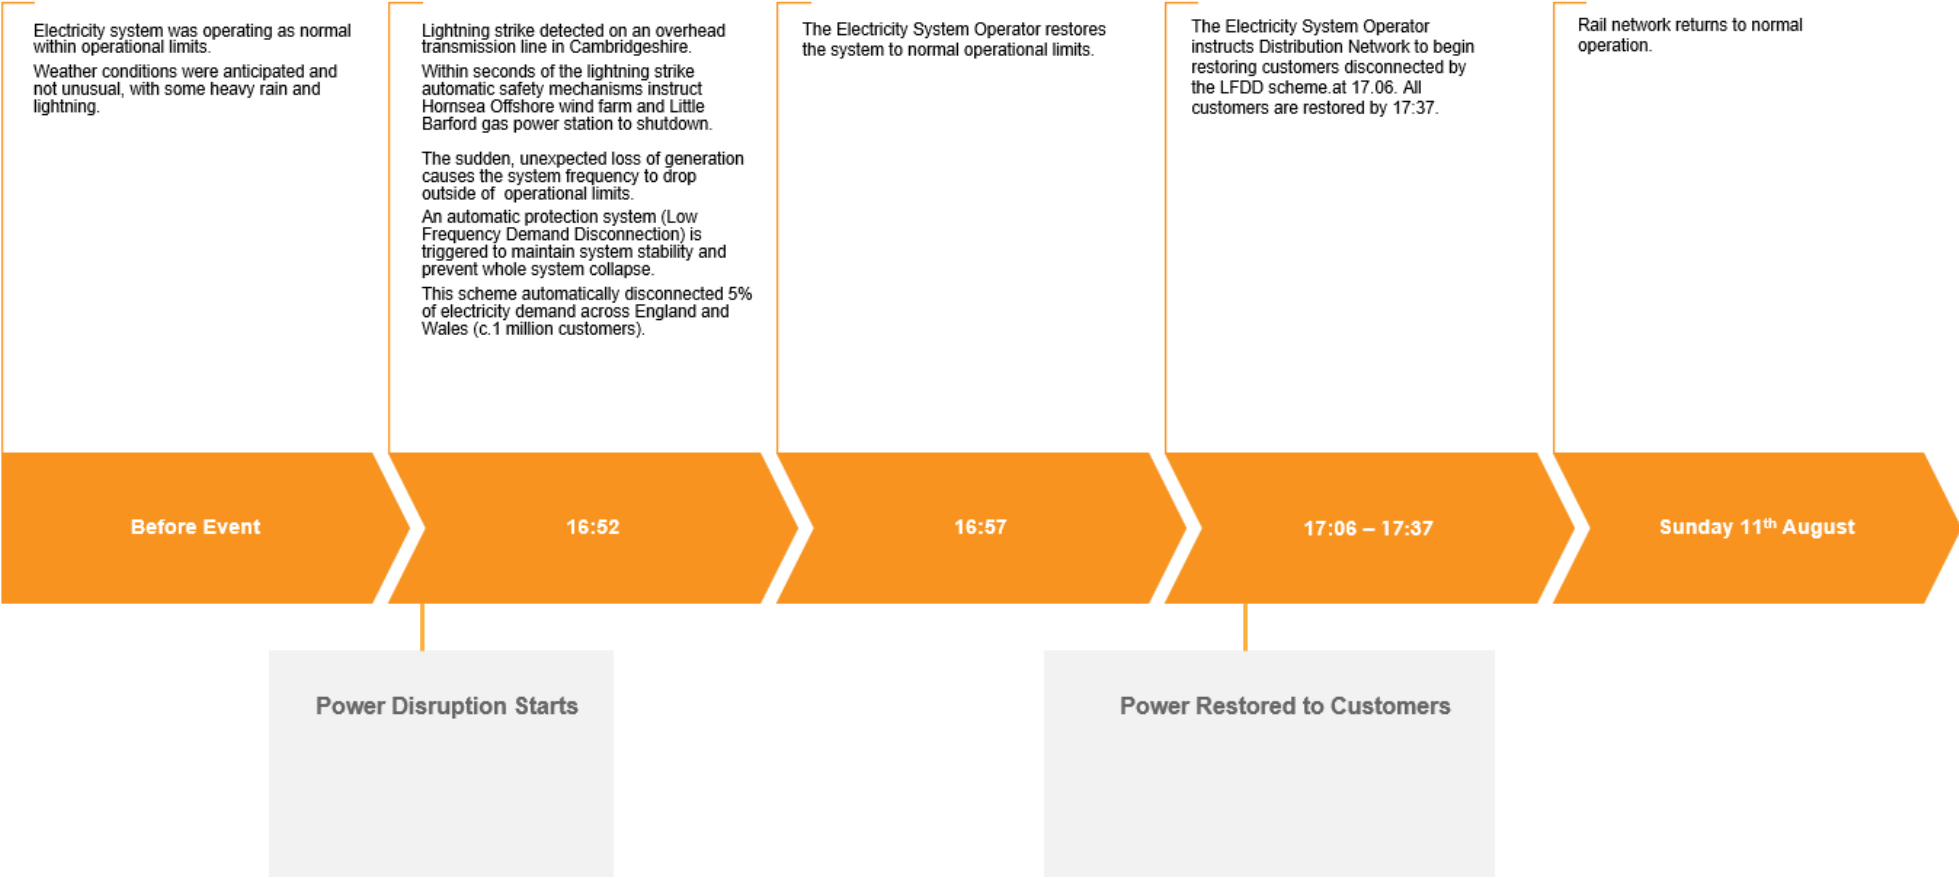 Electricity system was operating as normal
within operational limits.
Weather conditions were anticipated and
not unusual, with some heavy rain and
lightning.
Lightning strike detected on an overhead
transmission line in Cambridgeshire.
Within seconds of the lightning strike
automatic safety mechanisms instruct
Hornsea Offshore wind farm and Little
Barford gas power station to shutdown.
The sudden, unexpected loss of generation
causes the system frequency to drop
outside of operational limits.
An automatic protection system (Low
Frequency Demand Disconnection) is
triggered to maintain system stability and
prevent whole system collapse.
This scheme automatically disconnected 5%
of electricity demand across England and
Wales (c.1 million customers).
The Electricity System Operator restores
the system to normal operational limits.
The Electricity System Operator
instructs Distribution Network to begin
restoring customers disconnected by
the LFDD scheme.at 17.06. All
customers are restored by 17:37.
Rail network returns to normal
operation.
Before Event
16:52
16:57
17:06 – 17:37
Sunday 11th August
Power Disruption Starts
Power Restored to Customers